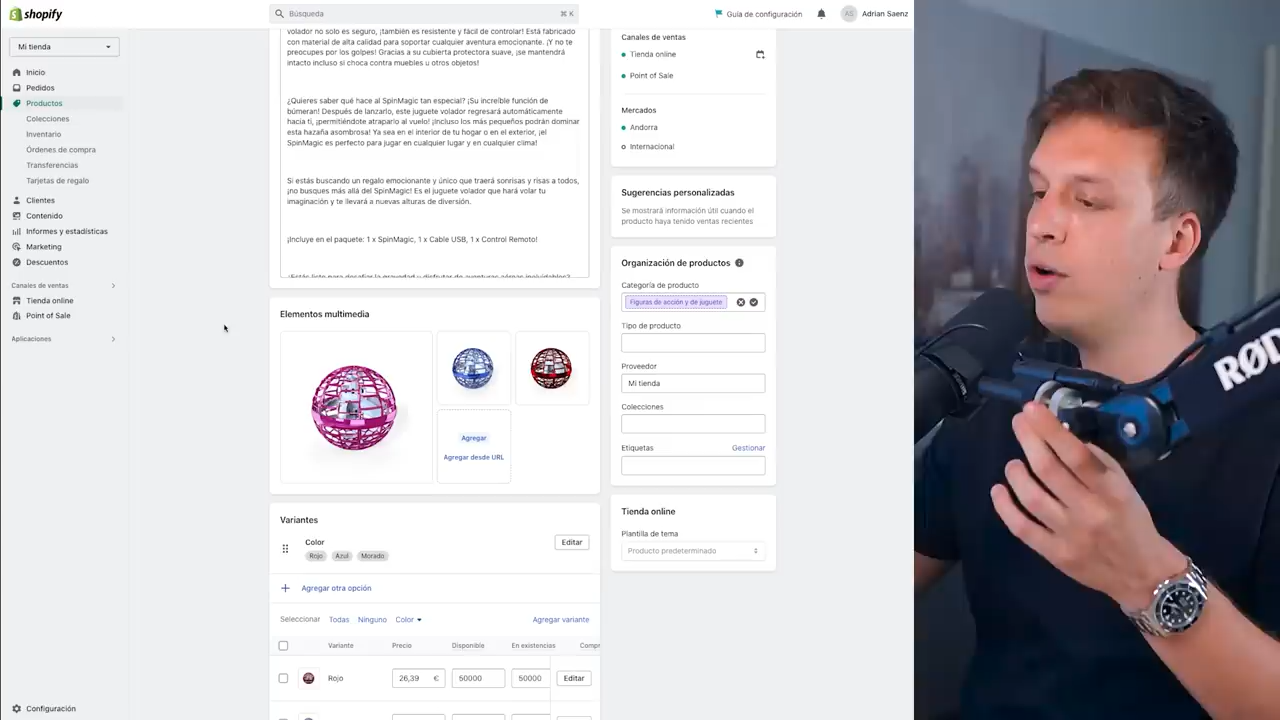 shopify
Búsqueda
⌘ K
Guía de configuración
AS
Adrian Saenz
Mi tienda
Inicio
Pedidos
Productos
Colecciones
Inventario
Órdenes de compra
Transferencias
Tarjetas de regalo
Clientes
Contenido
Informes y estadísticas
Marketing
Descuentos
Canales de ventas
Tienda online
Point of Sale
Aplicaciones
Configuración
volador no solo es seguro, ¡también es resistente y fácil de controlar! Está fabricado
con material de alta calidad para soportar cualquier aventura emocionante. ¡Y no te
preocupes por los golpes! Gracias a su cubierta protectora suave, ¡se mantendrá
intacto incluso si choca contra muebles u otros objetos!
¿Quieres saber qué hace al SpinMagic tan especial? ¡Su increíble función de
búmeran! Después de lanzarlo, este juguete volador regresará automáticamente
hacia ti, ¡permitiéndote atraparlo al vuelo! ¡Incluso los más pequeños podrán dominar
esta hazaña asombrosa! Ya sea en el interior de tu hogar o en el exterior, ¡el
SpinMagic es perfecto para jugar en cualquier lugar y en cualquier clima!
Si estás buscando un regalo emocionante y único que traerá sonrisas y risas a todos,
¡no busques más allá del SpinMagic! Es el juguete volador que hará volar tu
imaginación y te llevará a nuevas alturas de diversión.
¡Incluye en el paquete: 1 x SpinMagic, 1 x Cable USB, 1 x Control Remoto!
¿Estás listo para desafiar la gravedad y disfrutar de aventuras aéreas inolvidables?
Elementos multimedia
Agregar
Agregar desde URL
Variantes
Color
Editar
Rojo
Azul
Morado
Agregar otra opción
Seleccionar
Todas
Ninguno
Color
Agregar variante
Variante
Precio
Disponible
En existencias
Compr
Rojo
26,39 €
50000
50000
Editar
Canales de ventas
Tienda online
Point of Sale
Mercados
Andorra
Internacional
Sugerencias personalizadas
Se mostrará información útil cuando el
producto haya tenido ventas recientes
Organización de productos
Categoría de producto
Figuras de acción y de juguete
Tipo de producto
Proveedor
Mi tienda
Colecciones
Etiquetas
Gestionar
Tienda online
Plantilla de tema
Producto predeterminado
RØD